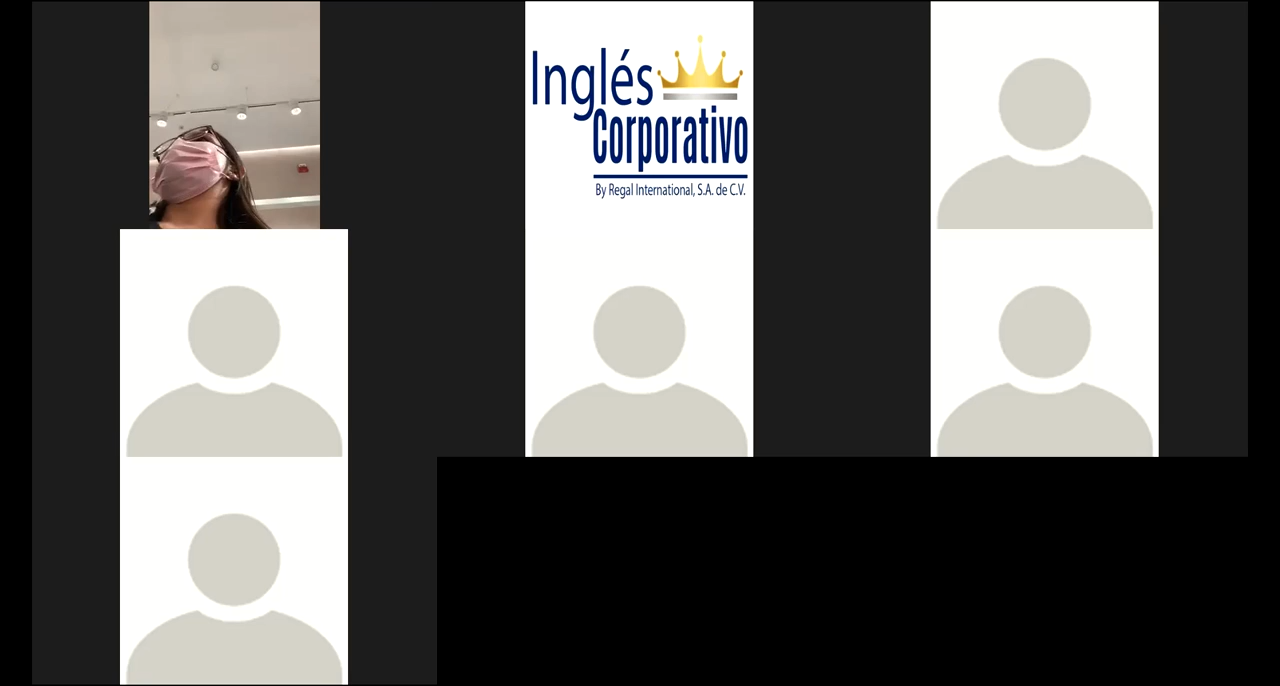 Inglés
Corporativo
By Regal International, S.A. de C.V.